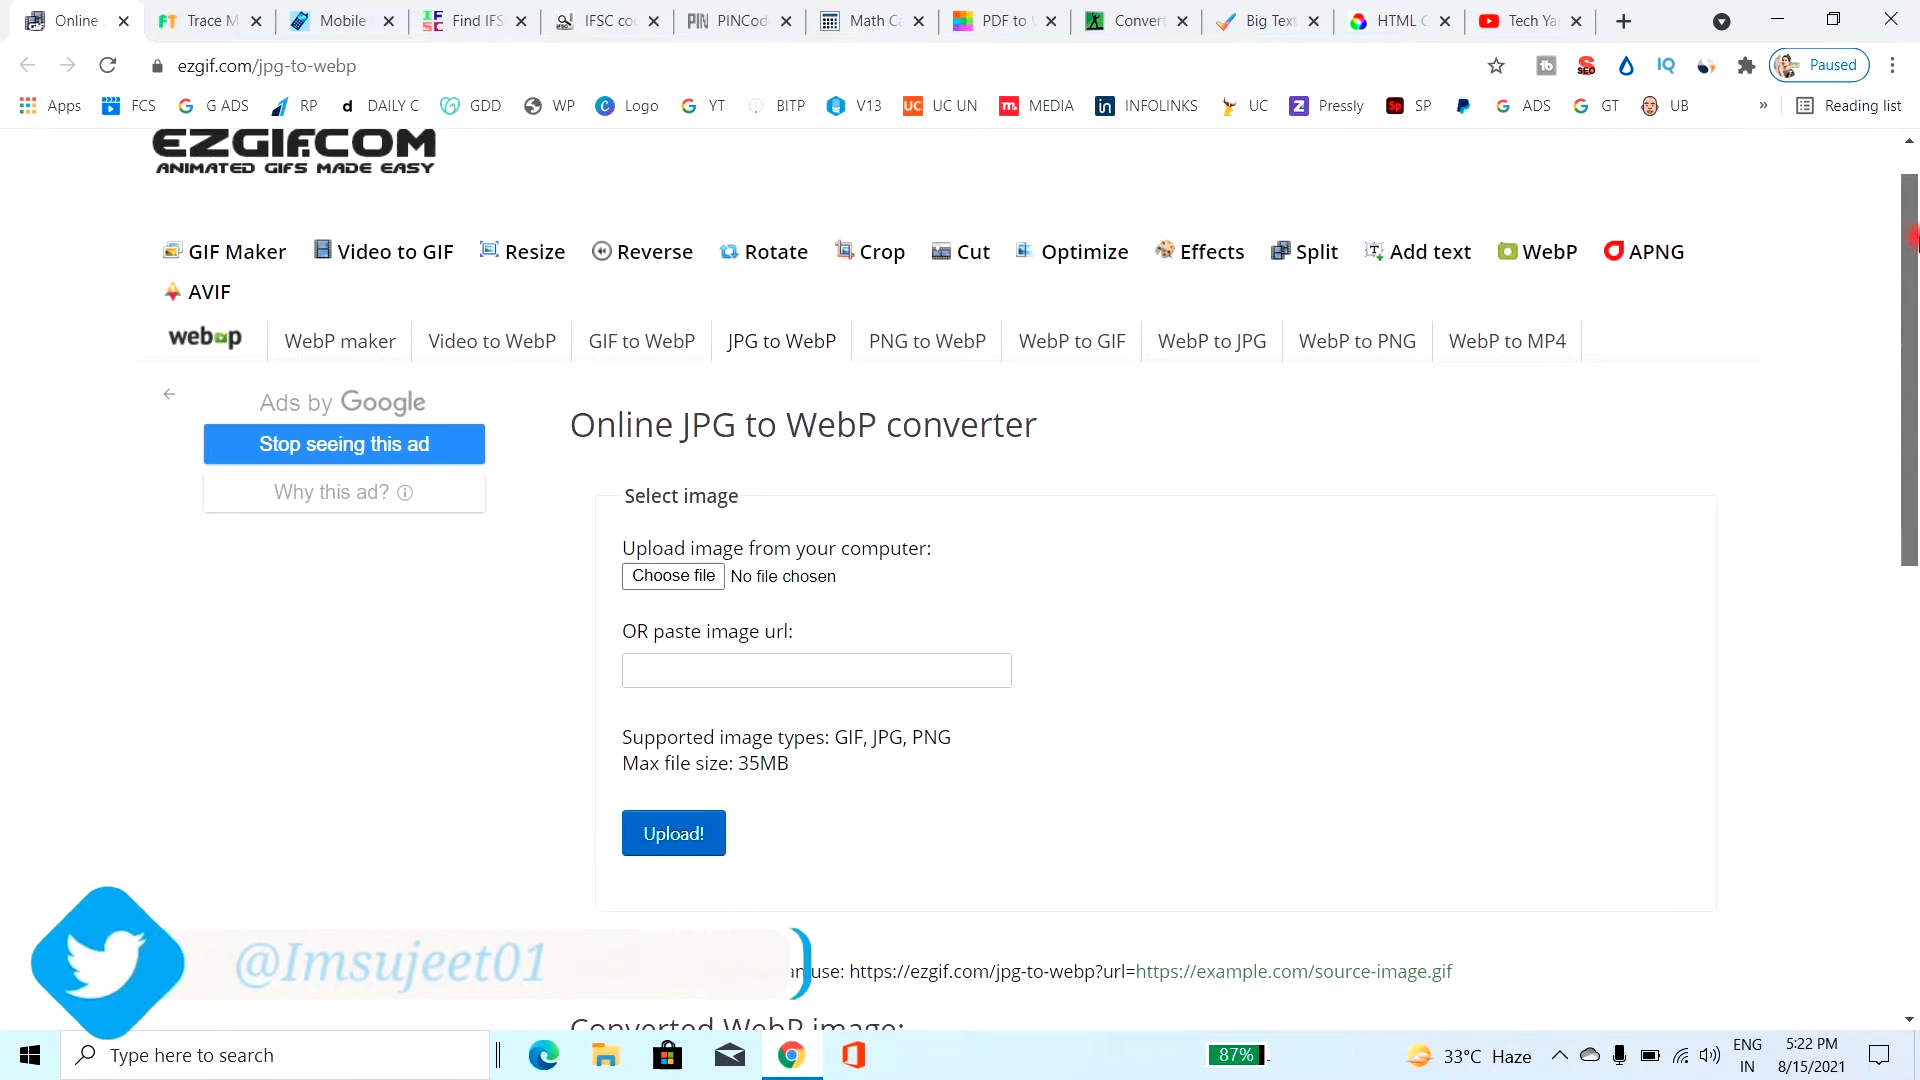 Online
Trace M
Mobile
Find IFS
IFSC co
PINCod
Math Ca
PDF to
Convert
Big Text
HTML C
Tech Ya
ezgif.com/jpg-to-webp
Paused
Apps FCS G ADS RP DAILY C GDD WP Logo YT BITP V13 UC UN MEDIA INFOLINKS UC Pressly SP ADS GT UB » Reading list
EZGIF.COM
ANIMATED GIFS MADE EASY
GIF Maker Video to GIF Resize Reverse Rotate Crop Cut Optimize Effects Split Add text WebP APNG
AVIF
webp WebP maker Video to WebP GIF to WebP JPG to WebP PNG to WebP WebP to GIF WebP to JPG WebP to PNG WebP to MP4
Ads by Google
Stop seeing this ad
Why this ad?
Online JPG to WebP converter
Select image
Upload image from your computer:
Choose file No file chosen
OR paste image url:
Supported image types: GIF, JPG, PNG
Max file size: 35MB
Upload!
@Imsujeet01
use: https://ezgif.com/jpg-to-webp?url=https://example.com/source-image.gif
Converted WebP image:
Type here to search
87%
33°C Haze
ENG
IN
5:22 PM
8/15/2021